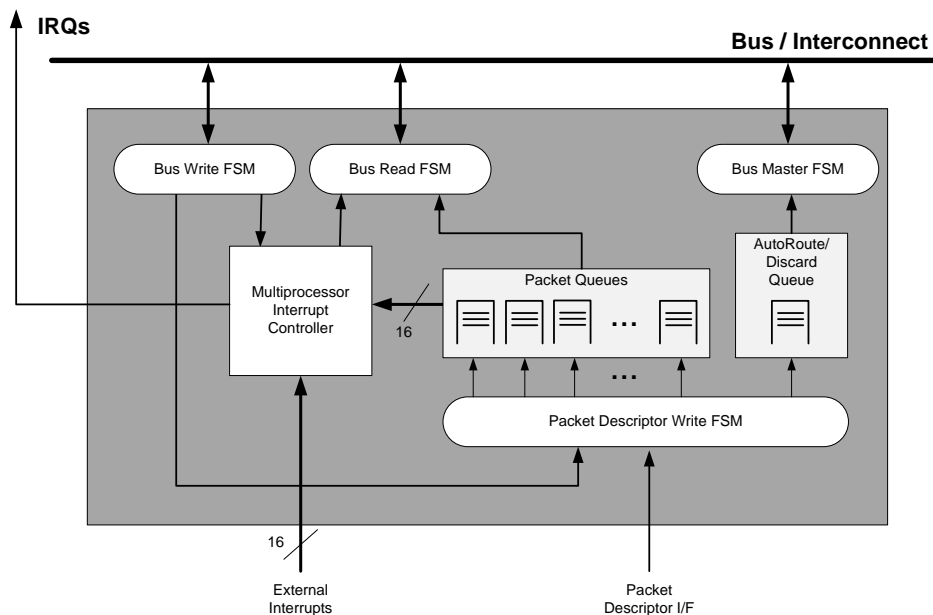 IRQs
Bus / Interconnect
Bus Write FSM
Bus Read FSM
Bus Master FSM
AutoRoute/
Discard
Queue
Packet Queues
Multiprocessor
Interrupt
Controller
16
...
...
Packet Descriptor Write FSM
16
External
Interrupts
Packet
Descriptor I/F